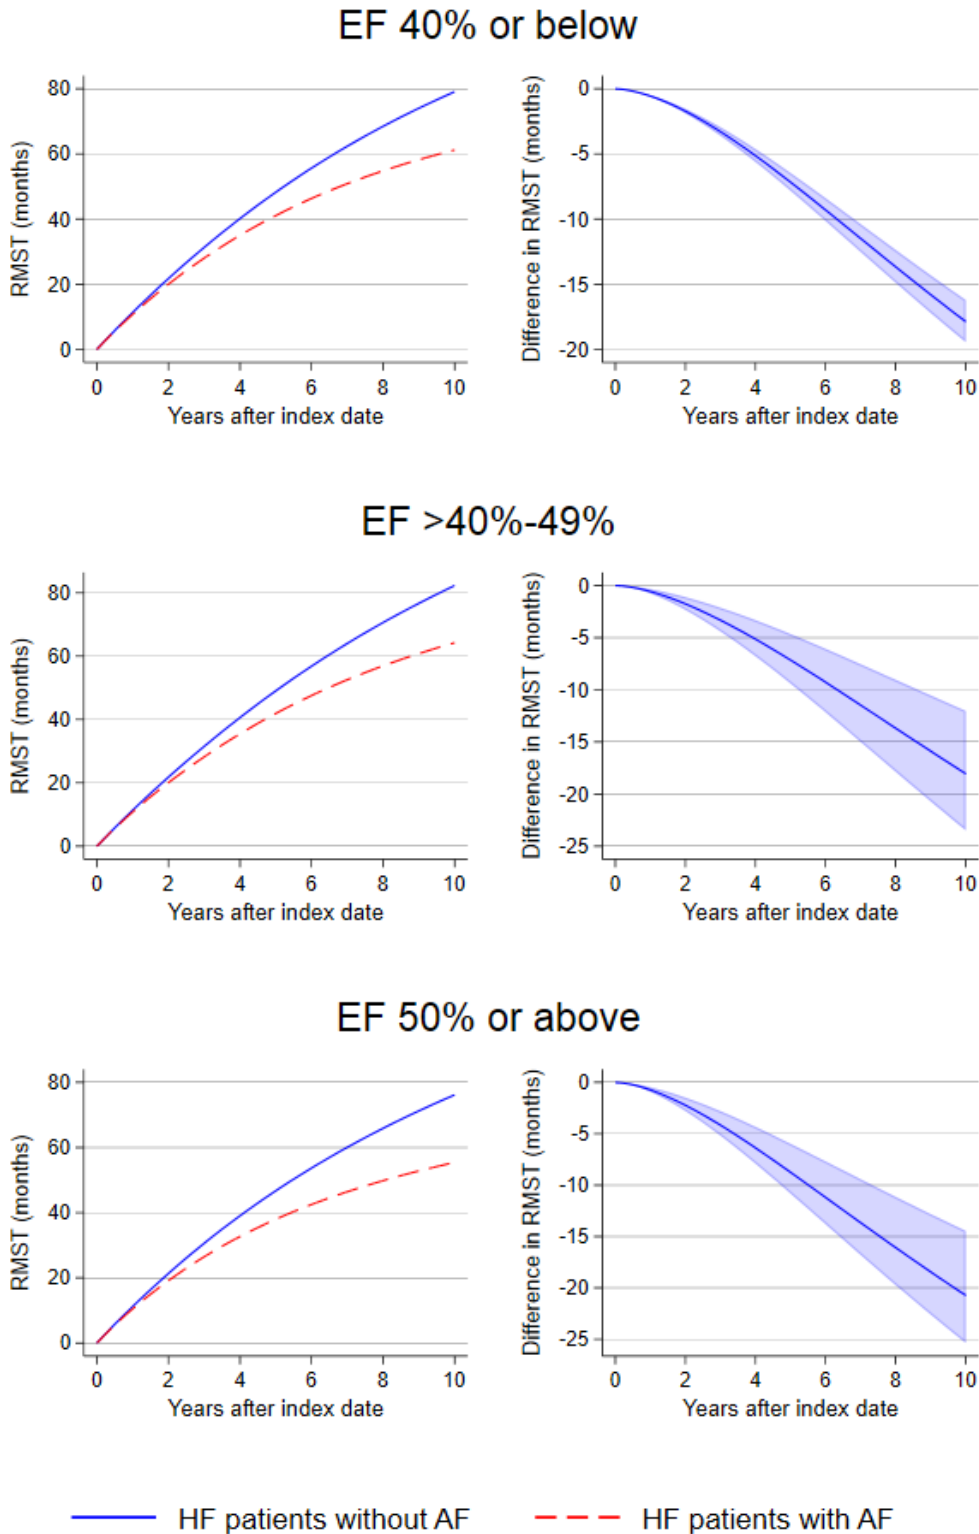 EF 40% or below
RMST (months)
80
60
40
20
0
0 2 4 6 8 10
Years after index date
Difference in RMST (months)
0
-5
-10
-15
-20
0 2 4 6 8 10
Years after index date
EF >40%-49%
RMST (months)
80
60
40
20
0
0 2 4 6 8 10
Years after index date
Difference in RMST (months)
0
-5
-10
-15
-20
-25
0 2 4 6 8 10
Years after index date
EF 50% or above
RMST (months)
80
60
40
20
0
0 2 4 6 8 10
Years after index date
Difference in RMST (months)
0
-5
-10
-15
-20
-25
0 2 4 6 8 10
Years after index date
HF patients without AF
HF patients with AF